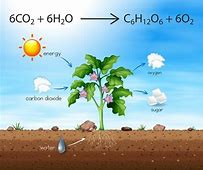 6CO₂ + 6H₂O ⟶ C₆H₁₂O₆ + 6O₂
energy
oxygen
carbon dioxide
sugar
water